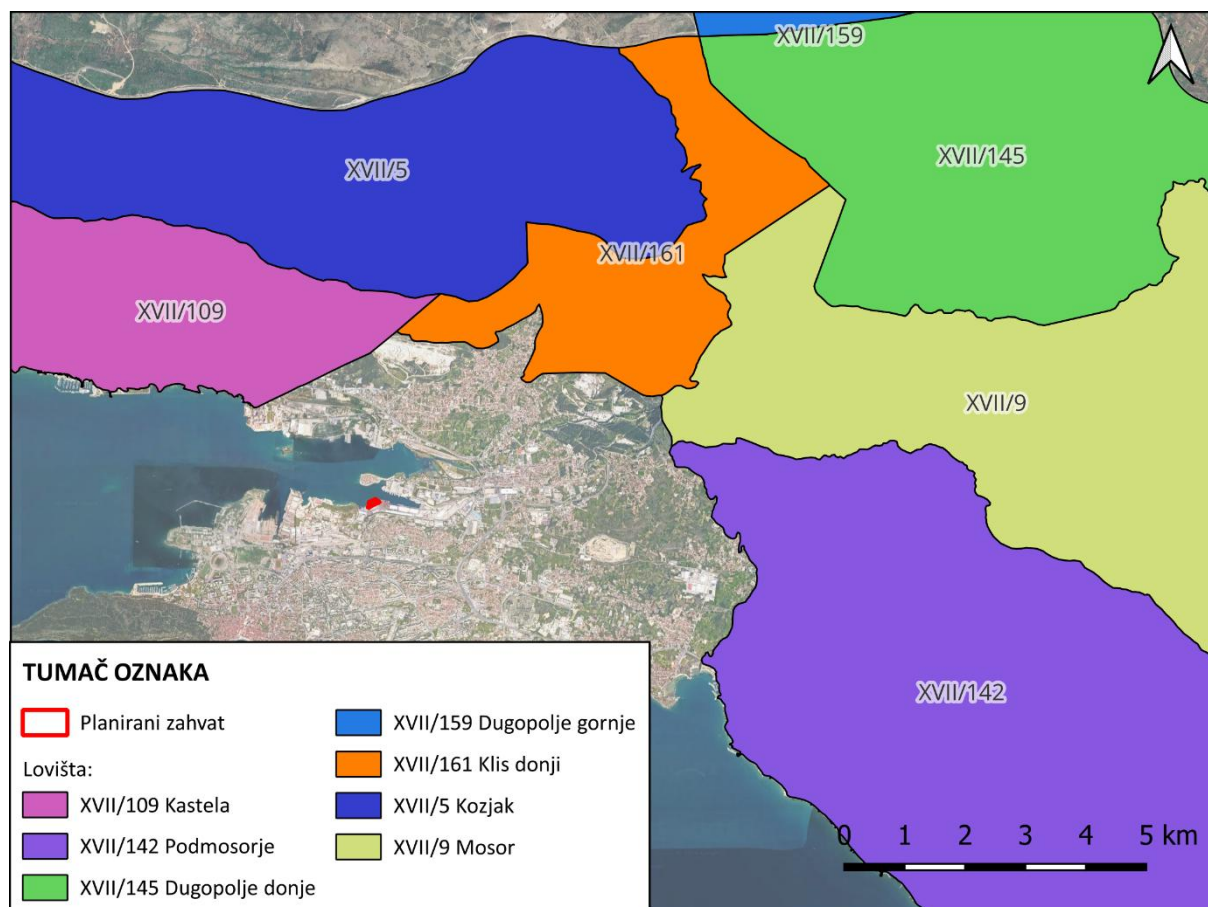 XVII/159
XVII/145
XVII/5
XVII/161
XVII/109
XVII/9
XVII/142
TUMAČ OZNAKA
Planirani zahvat
Lovišta:
XVII/109 Kastela
XVII/142 Podmosorje
XVII/145 Dugopolje donje
XVII/159 Dugopolje gornje
XVII/161 Klis donji
XVII/5 Kozjak
XVII/9 Mosor
0 1 2 3 4 5 km